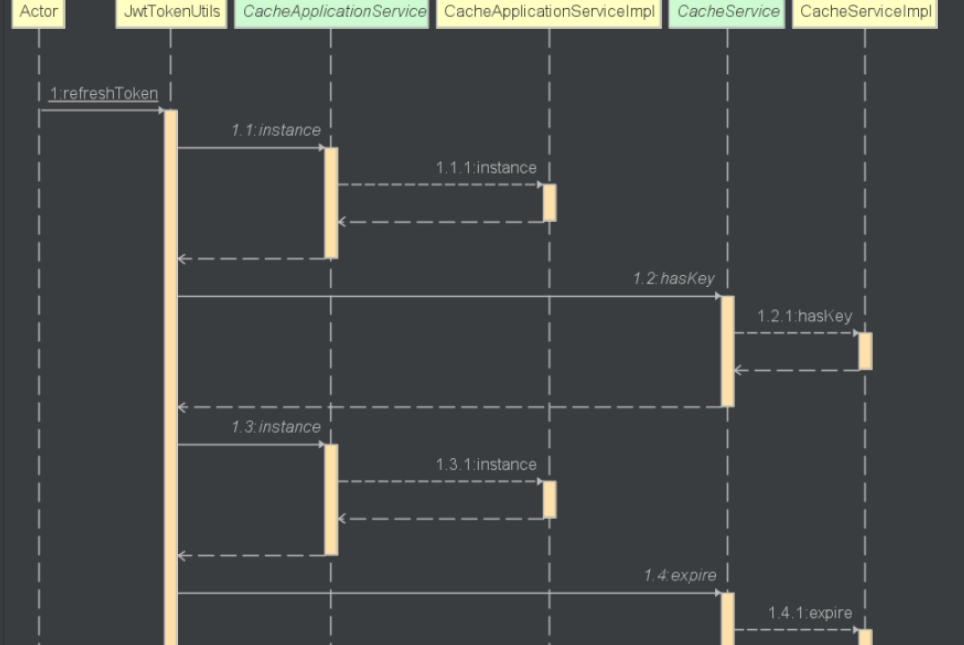 Actor
JwtTokenUtils
CacheApplicationService
CacheApplicationServiceImpl
CacheService
CacheServiceImpl
1:refreshToken
1.1:instance
1.1.1:instance
1.2:hasKey
1.2.1:hasKey
1.3:instance
1.3.1:instance
1.4:expire
1.4.1:expire